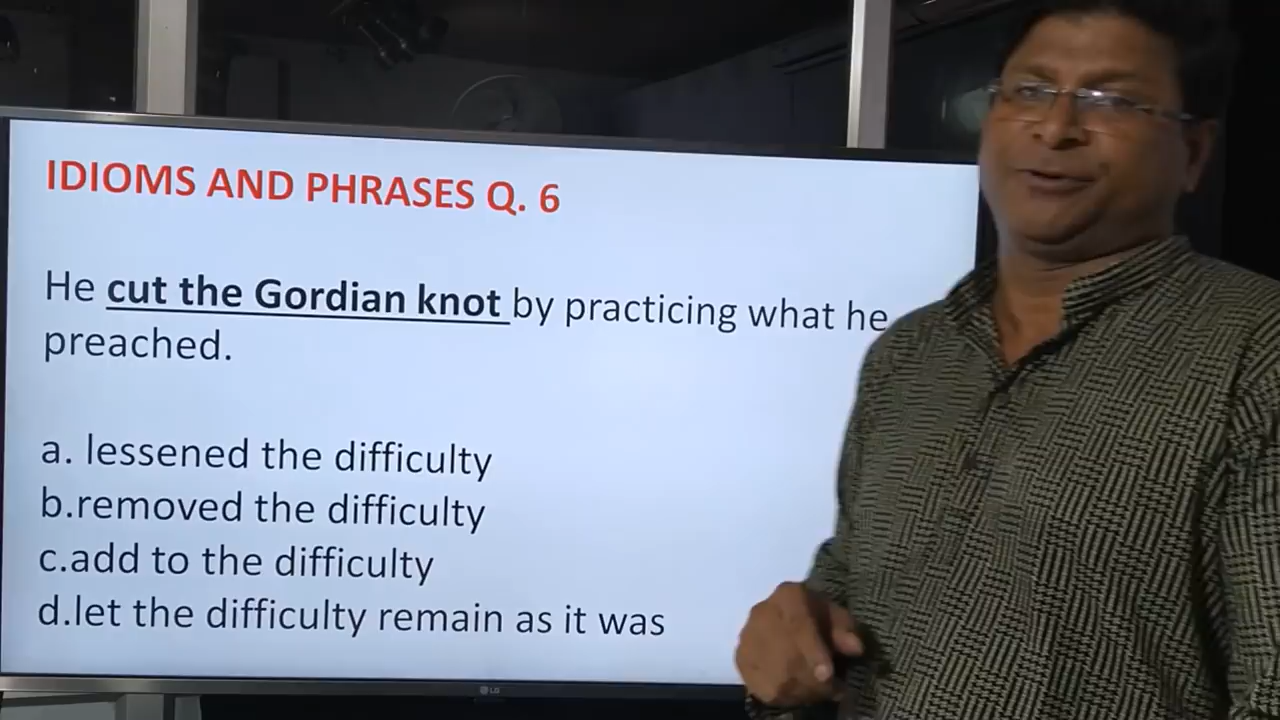 IDIOMS AND PHRASES Q. 6
He cut the Gordian knot by practicing what he
preached.
a. lessened the difficulty
b.removed the difficulty
c.add to the difficulty
d.let the difficulty remain as it was
LG